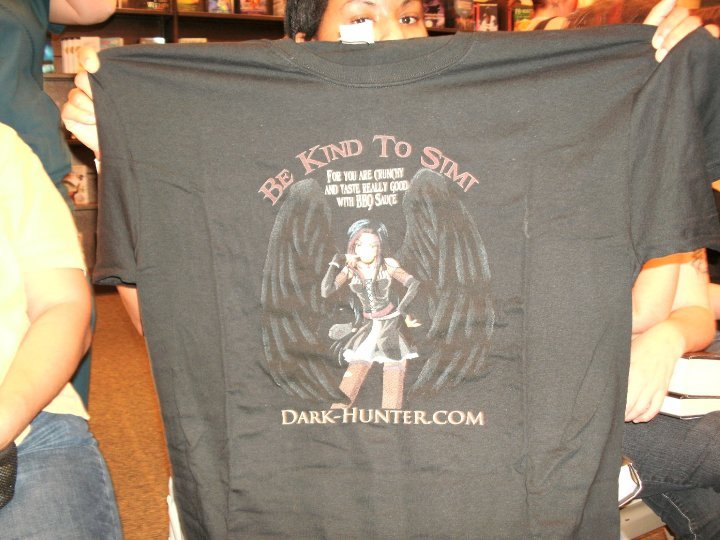 BE KIND TO SIMI
FOR YOU ARE CRUNCHY
AND TASTE REALLY GOOD
WITH BBQ SAUCE
DARK-HUNTER.COM